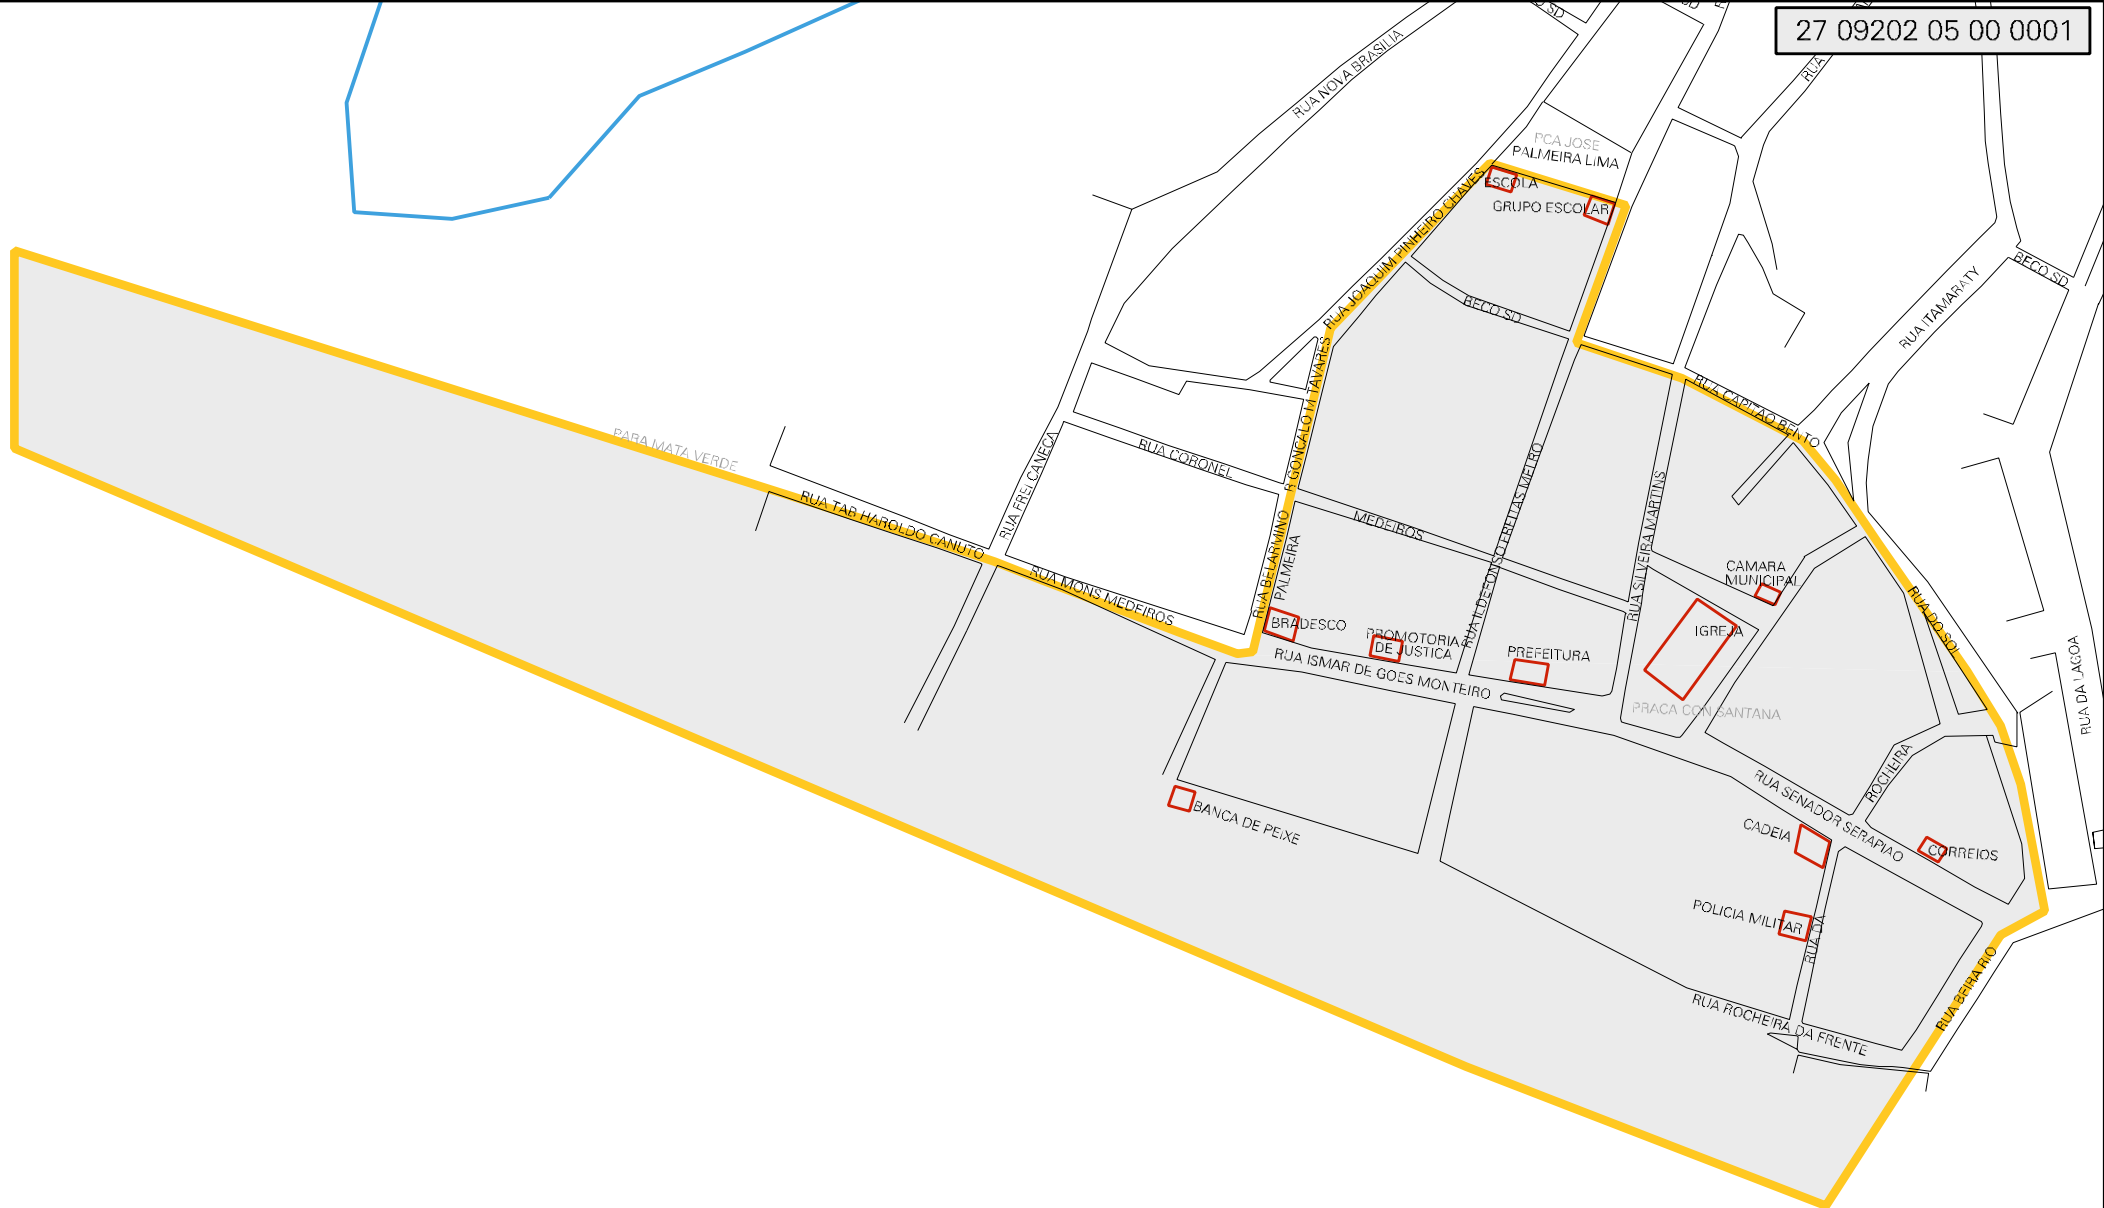 27 09202 05 00 0001
RUA NOVA BRASILIA
SD
RUA
PCA JOSE
PALMEIRA LIMA
ESCOLA
GRUPO ESCOLAR
RUA JOAQUIM PINHEIRO CHAVES
BECO SD
BECO SD
RUA ITAMARATY
RUA CAPITAO BENTO
R GONCALO M TAVARES
PARA MATA VERDE
RUA CORONEL
RUA FREI CANECA
RUA TAB HAROLDO CANUTO
RUA MONS MEDEIROS
RUA BELARMINO
PALMEIRA
MEDEIROS
RUA ILDEFONSO FREITAS MELRO
RUA SILVEIRA MARTINS
CAMARA
MUNICIPAL
IGREJA
BRADESCO
PROMOTORIA
DE JUSTICA
PREFEITURA
RUA ISMAR DE GOES MONTEIRO
PRACA CON SANTANA
RUA DO SOL
RUA DA LAGOA
ROCHEIRA
RUA SENADOR SERAPIAO
BANCA DE PEIXE
CADEIA
CORREIOS
POLICIA MILITAR
RUA DA
RUA BEIRA RIO
RUA ROCHEIRA DA FRENTE